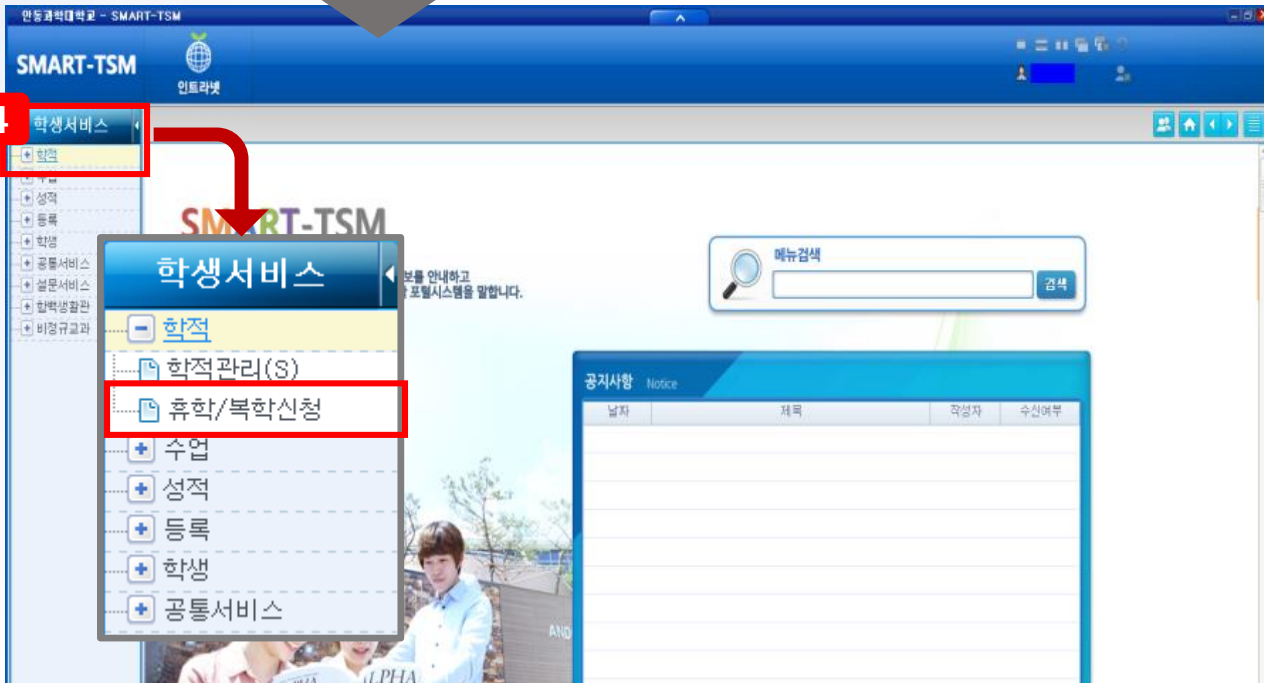 안동과학대학교 - SMART-TSM
SMART-TSM
인트라넷
4
학생서비스
학적
수업
성적
등록
학생
공통서비스
설문서비스
비정규교과
SMART-TSM
보를 안내하고
포털시스템을 말합니다.
메뉴검색
검색
학생서비스
학적
학적관리(S)
휴학/복학신청
수업
성적
등록
학생
공통서비스
공지사항 Notice
날자 제목 작성자 수신여부
AND
ALPHA